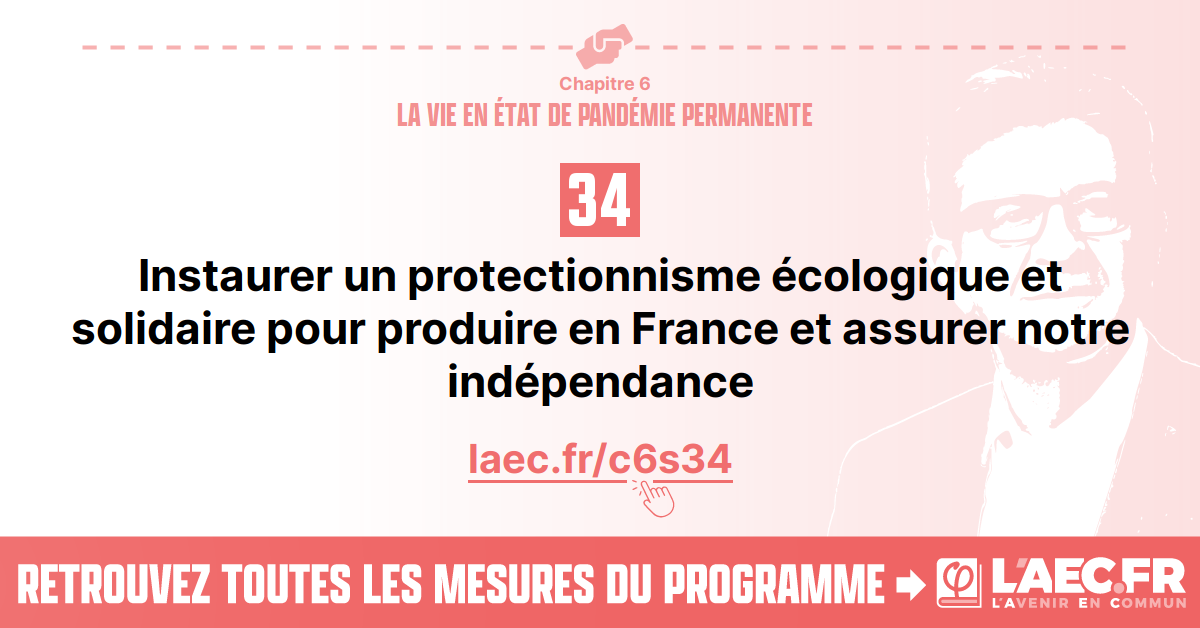 Chapitre 6
LA VIE EN ÉTAT DE PANDÉMIE PERMANENTE
34
Instaurer un protectionnisme écologique et
solidaire pour produire en France et assurer notre
indépendance
laec.fr/c6s34
RETROUVEZ TOUTES LES MESURES DU PROGRAMME
φ
L'AEC.FR
L'AVENIR EN COMMUN